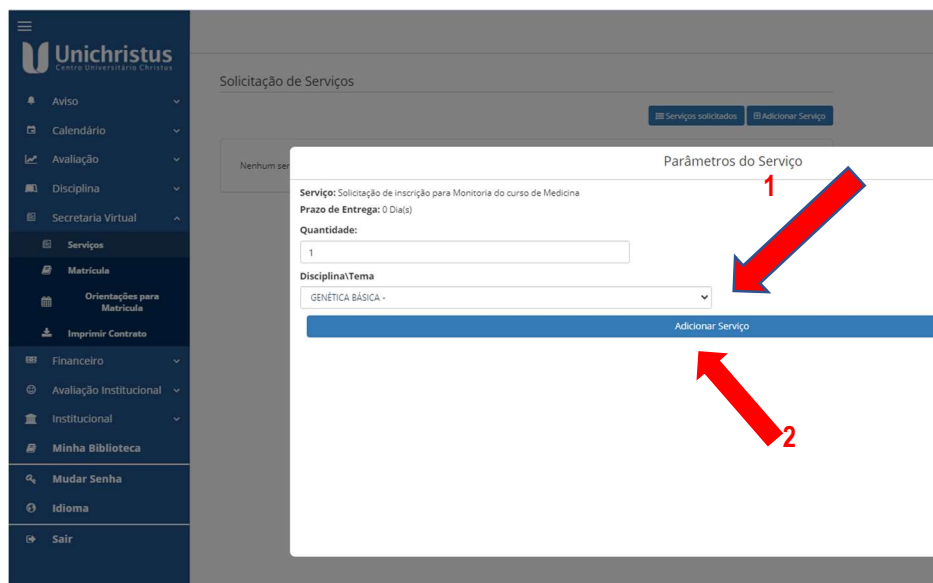 Unichristus
Centro Universitário Christus
Aviso
Calendário
Avaliação
Disciplina
Secretaria Virtual
Serviços
Matrícula
Orientações para
Matrícula
Imprimir Contrato
Financeiro
Avaliação Institucional
Institucional
Minha Biblioteca
Mudar Senha
Idioma
Sair
Solicitação de Serviços
Serviços solicitados
Adicionar Serviço
Nenhum ser
Parâmetros do Serviço
1
Serviço: Solicitação de inscrição para Monitoria do curso de Medicina
Prazo de Entrega: 0 Dia(s)
Quantidade:
1
Disciplina\Tema
GENÉTICA BÁSICA -
Adicionar Serviço
2